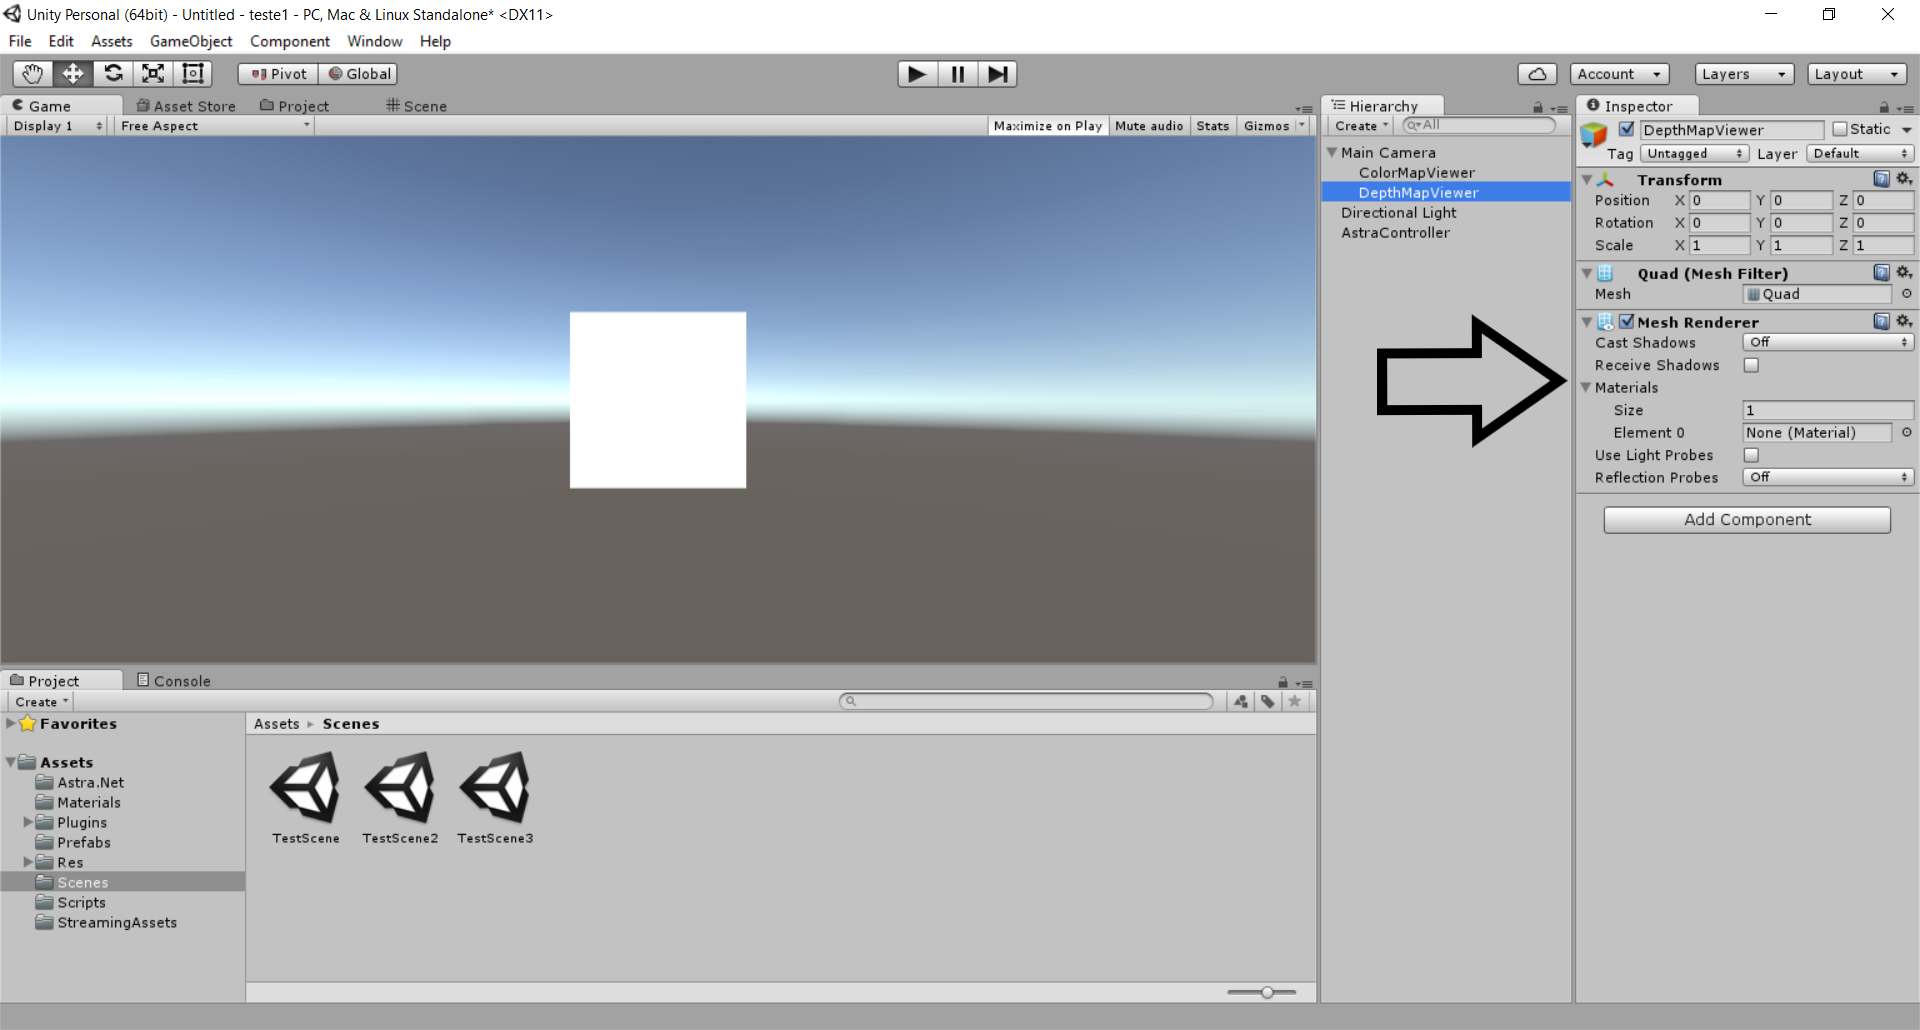 Unity Personal (64bit) - Untitled - teste1 - PC, Mac & Linux Standalone* <DX11>
File Edit Assets GameObject Component Window Help
Pivot Global Account Layers Layout
Game Asset Store Project Scene
Display 1 Free Aspect Maximize on Play Mute audio Stats Gizmos
Hierarchy
Create All
Main Camera
ColorMapViewer
DepthMapViewer
Directional Light
AstraController
Inspector
DepthMapViewer Static
Tag Untagged Layer Default
Transform
Position X 0 Y 0 Z 0
Rotation X 0 Y 0 Z 0
Scale X 1 Y 1 Z 1
Quad (Mesh Filter)
Mesh Quad
Mesh Renderer
Cast Shadows Off
Receive Shadows
Materials
Size 1
Element 0 None (Material)
Use Light Probes
Reflection Probes Off
Add Component
Project Console
Create
Favorites
Assets
Astra.Net
Materials
Plugins
Prefabs
Res
Scenes
Scripts
StreamingAssets
Assets Scenes
TestScene TestScene2 TestScene3